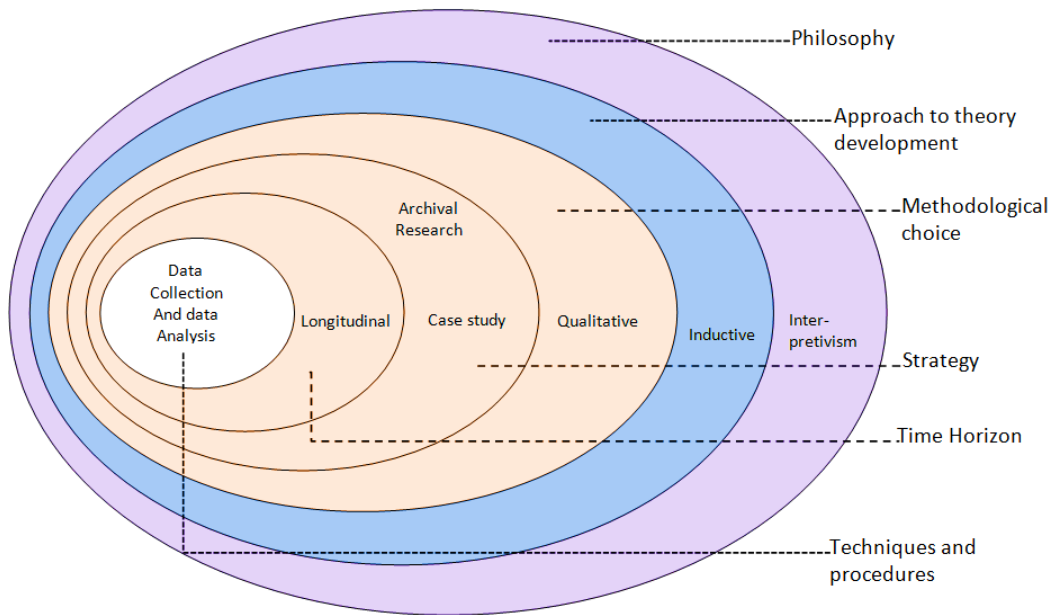 Philosophy
Approach to theory
development
Archival
Research
Methodological
choice
Data
Collection
And data
Analysis
Longitudinal
Case study
Qualitative
Inductive
Inter-
pretivism
Strategy
Time Horizon
Techniques and
procedures